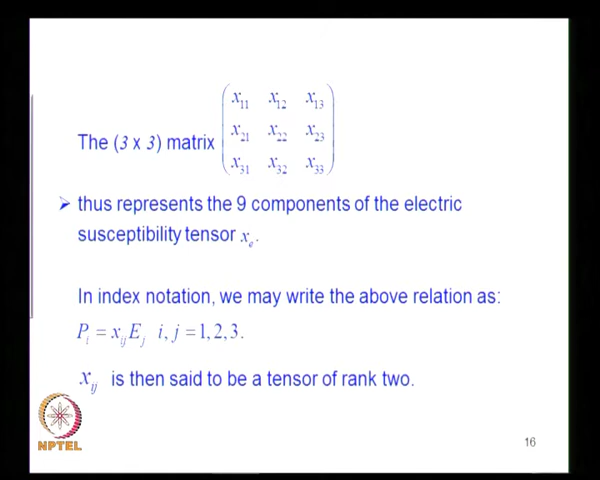 The (3 x 3) matrix
x₁₁ x₁₂ x₁₃
x₂₁ x₂₂ x₂₃
x₃₁ x₃₂ x₃₃
➢ thus represents the 9 components of the electric
susceptibility tensor xₑ.
In index notation, we may write the above relation as:
Pᵢ = xᵢⱼEⱼ i, j = 1, 2, 3.
xᵢⱼ is then said to be a tensor of rank two.
NPTEL
16